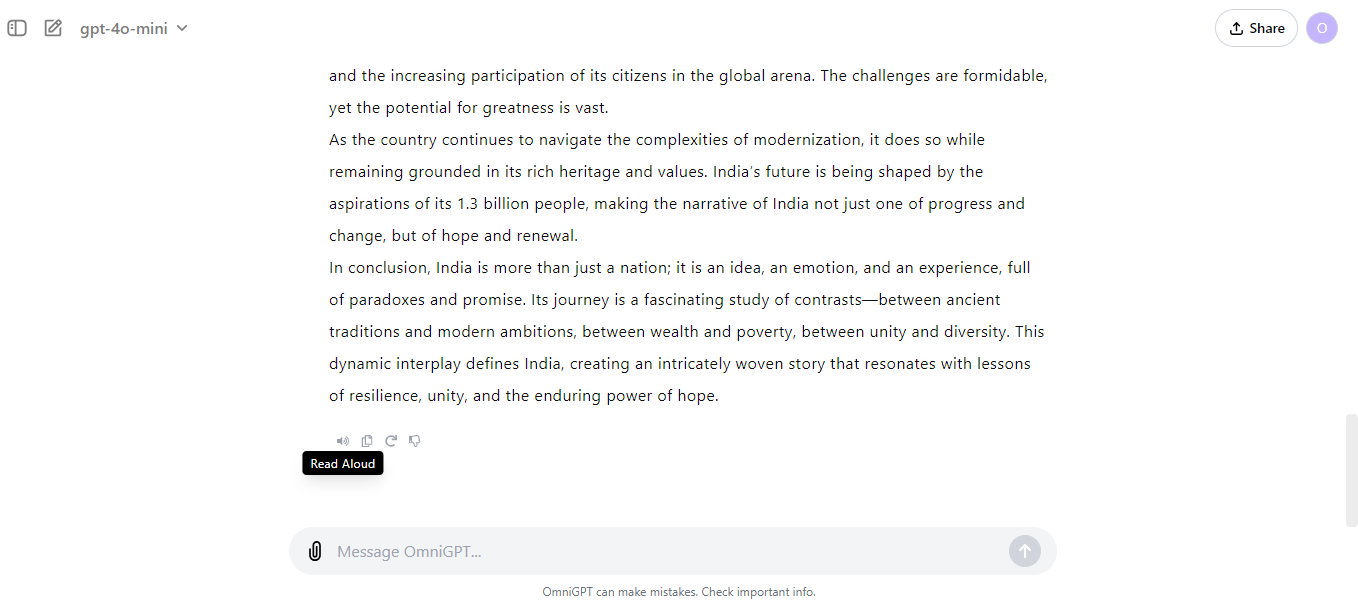 gpt-4o-mini
Share
O
and the increasing participation of its citizens in the global arena. The challenges are formidable,
yet the potential for greatness is vast.
As the country continues to navigate the complexities of modernization, it does so while
remaining grounded in its rich heritage and values. India’s future is being shaped by the
aspirations of its 1.3 billion people, making the narrative of India not just one of progress and
change, but of hope and renewal.
In conclusion, India is more than just a nation; it is an idea, an emotion, and an experience, full
of paradoxes and promise. Its journey is a fascinating study of contrasts—between ancient
traditions and modern ambitions, between wealth and poverty, between unity and diversity. This
dynamic interplay defines India, creating an intricately woven story that resonates with lessons
of resilience, unity, and the enduring power of hope.
Read Aloud
Message OmniGPT...
OmniGPT can make mistakes. Check important info.